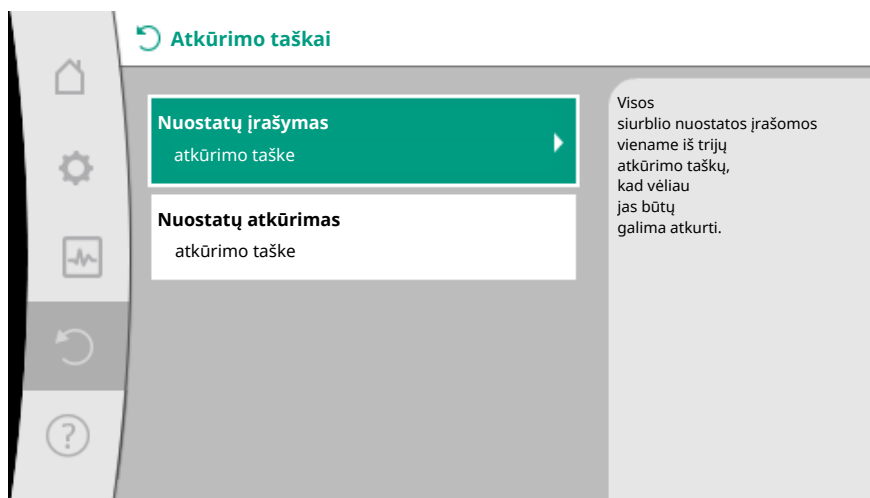 Atkūrimo taškai
Nuostatų įrašymas
atkūrimo taške
Nuostatų atkūrimas
atkūrimo taške
Visos
siurblio nuostatos įrašomos
viename iš trijų
atkūrimo taškų,
kad vėliau
jas būtų
galima atkurti.